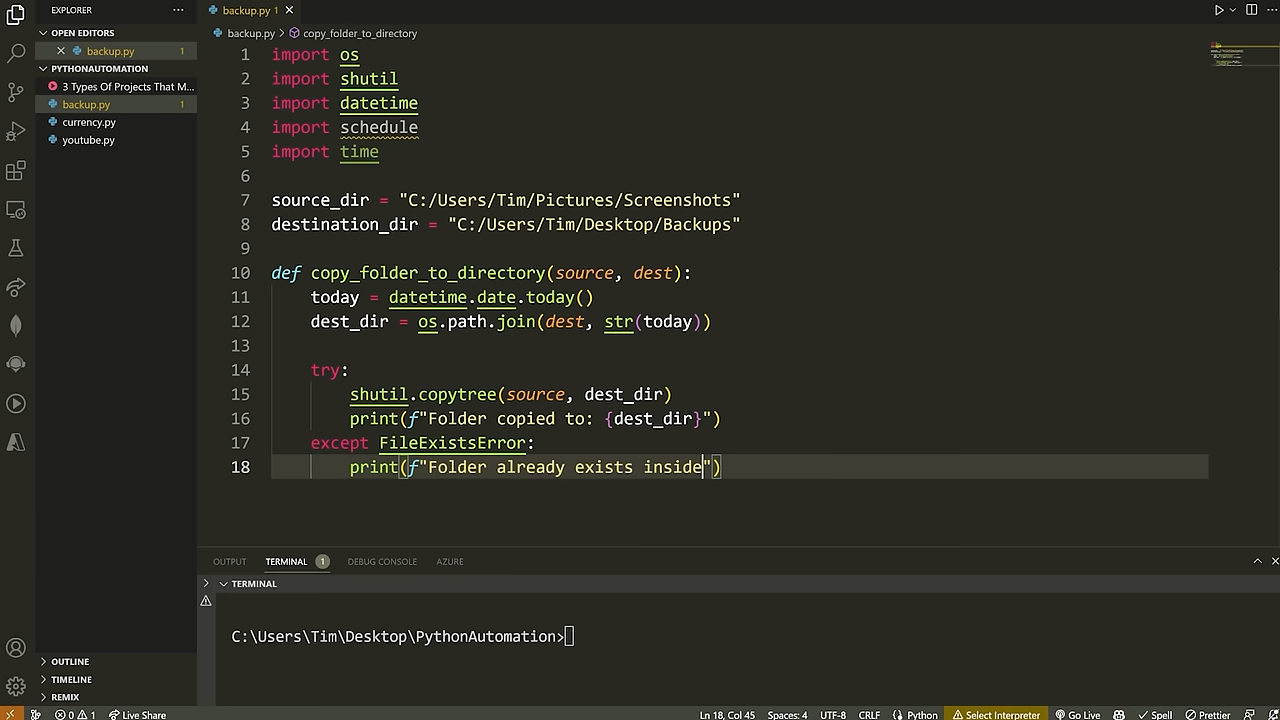 EXPLORER
OPEN EDITORS
backup.py 1
PYTHONAUTOMATION
3 Types Of Projects That M...
backup.py 1
currency.py
youtube.py
OUTLINE
TIMELINE
REMIX
backup.py 1
backup.py > copy_folder_to_directory
1 import os
2 import shutil
3 import datetime
4 import schedule
5 import time
6
7 source_dir = "C:/Users/Tim/Pictures/Screenshots"
8 destination_dir = "C:/Users/Tim/Desktop/Backups"
9
10 def copy_folder_to_directory(source, dest):
11     today = datetime.date.today()
12     dest_dir = os.path.join(dest, str(today))
13
14     try:
15         shutil.copytree(source, dest_dir)
16         print(f"Folder copied to: {dest_dir}")
17     except FileExistsError:
18         print(f"Folder already exists inside")
OUTPUT TERMINAL 1 DEBUG CONSOLE AZURE
TERMINAL
C:\Users\Tim\Desktop\PythonAutomation>
0 1 Live Share Ln 18, Col 45 Spaces: 4 UTF-8 CRLF Python Select Interpreter Go Live Spell Prettier